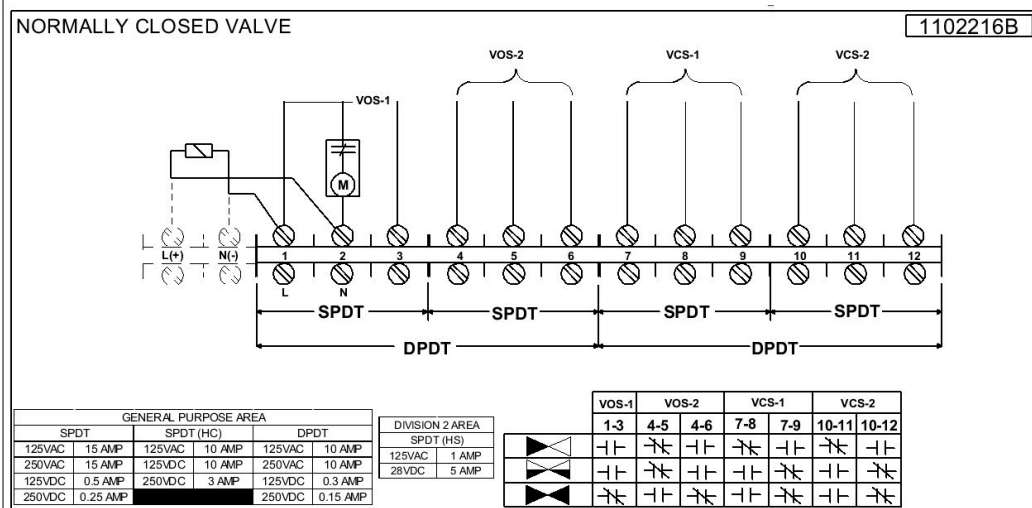 NORMALLY CLOSED VALVE 1102216B
VOS-2 VCS-1 VCS-2
VOS-1
M
L(+) N(-) 1 2 3 4 5 6 7 8 9 10 11 12
L N
SPDT SPDT SPDT SPDT
DPDT DPDT
GENERAL PURPOSE AREA
SPDT SPDT (HC) DPDT
125VAC 15 AMP 125VAC 10 AMP 125VAC 10 AMP
250VAC 15 AMP 125VDC 10 AMP 250VAC 10 AMP
125VDC 0.5 AMP 250VDC 3 AMP 125VDC 0.3 AMP
250VDC 0.25 AMP 250VDC 0.15 AMP
DIVISION 2 AREA
SPDT (HS)
125VAC 1 AMP
28VDC 5 AMP
VOS-1 VOS-2 VCS-1 VCS-2
1-3 4-5 4-6 7-8 7-9 10-11 10-12